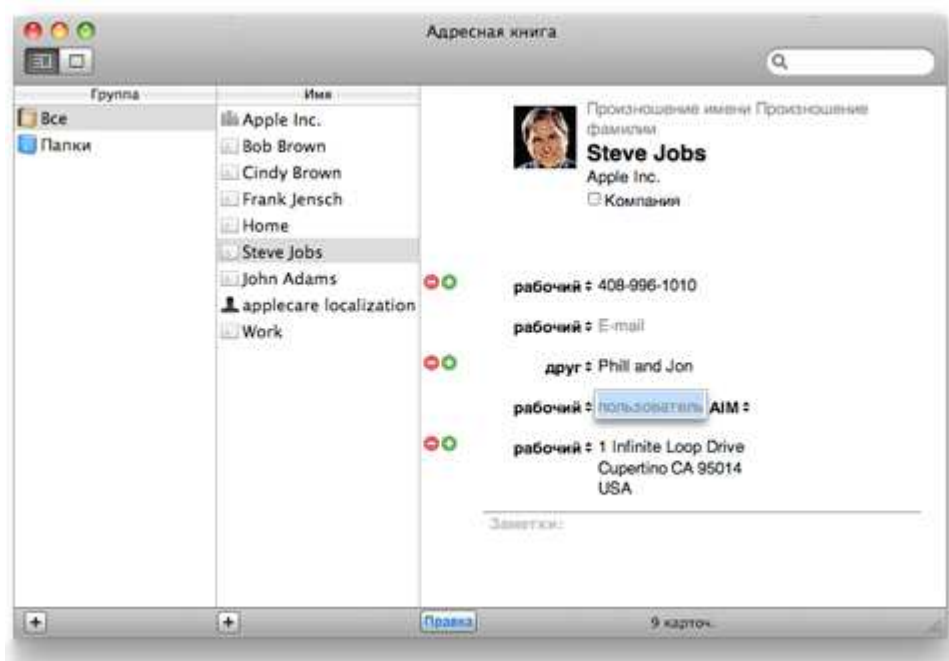 Адресная книга
Группа
Все
Папки
Имя
Apple Inc.
Bob Brown
Cindy Brown
Frank Jensch
Home
Steve Jobs
John Adams
applecare localization
Work
Произношение имени Произношение
фамилии
Steve Jobs
Apple Inc.
Компания
рабочий 408-996-1010
рабочий E-mail
друг Phill and Jon
рабочий пользователь AIM
рабочий 1 Infinite Loop Drive
Cupertino CA 95014
USA
Заметки:
Правка
9 карточ.